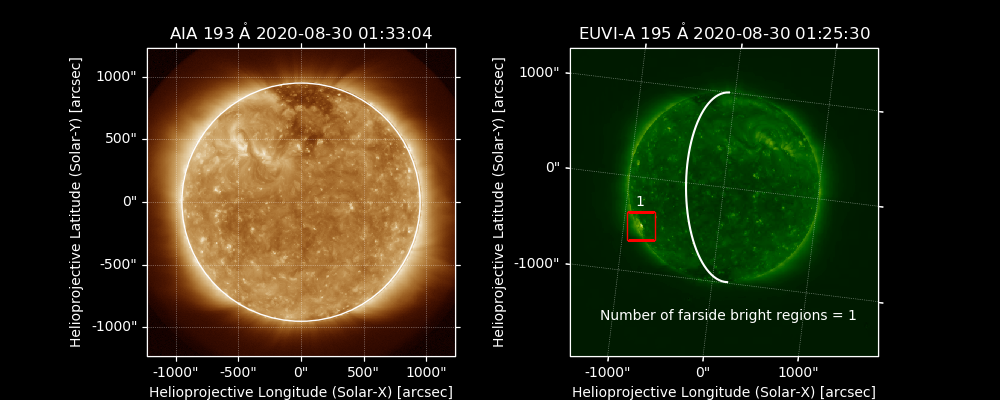 AIA 193 Å 2020-08-30 01:33:04
1000"
500"
0"
-500"
-1000"
-1000"
-500"
0"
500"
1000"
Helioprojective Longitude (Solar-X) [arcsec]
Helioprojective Latitude (Solar-Y) [arcsec]
EUVI-A 195 Å 2020-08-30 01:25:30
1000"
0"
-1000"
1
Number of farside bright regions = 1
-1000"
0"
1000"
Helioprojective Longitude (Solar-X) [arcsec]
Helioprojective Latitude (Solar-Y) [arcsec]